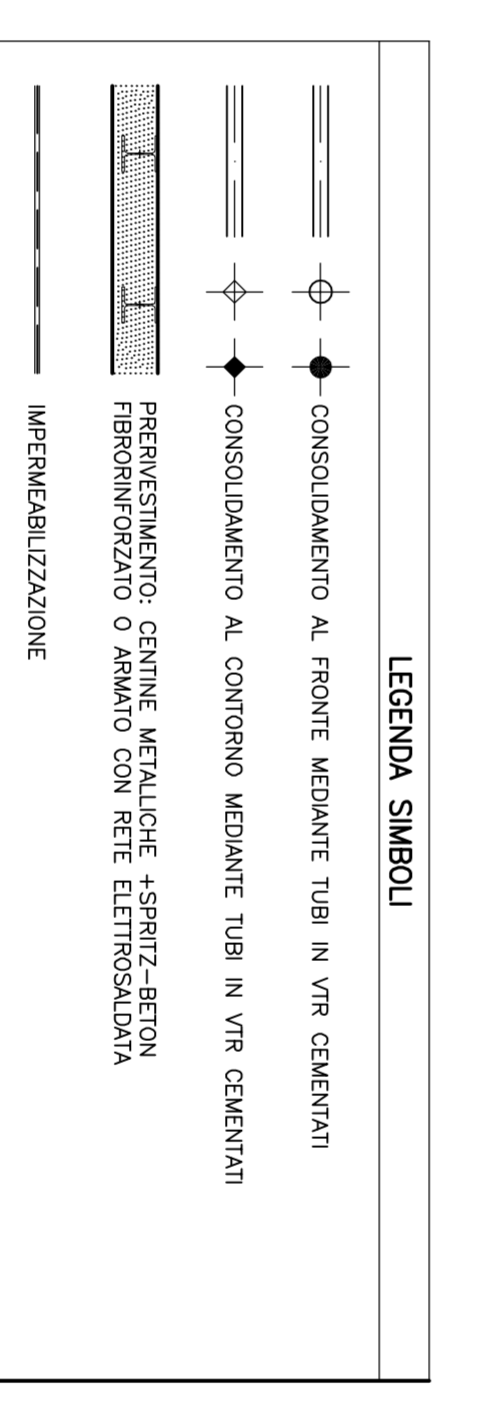 LEGENDA SIMBOLI
CONSOLIDAMENTO AL FRONTE MEDIANTE TUBI IN VTR CEMENTATI
CONSOLIDAMENTO AL CONTORNO MEDIANTE TUBI IN VTR CEMENTATI
PRERIVESTIMENTO: CENTINE METALLICHE +SPRITZ-BETON
FIBRORINFORZATO O ARMATO CON RETE ELETTROSALDATA
IMPERMEABILIZZAZIONE